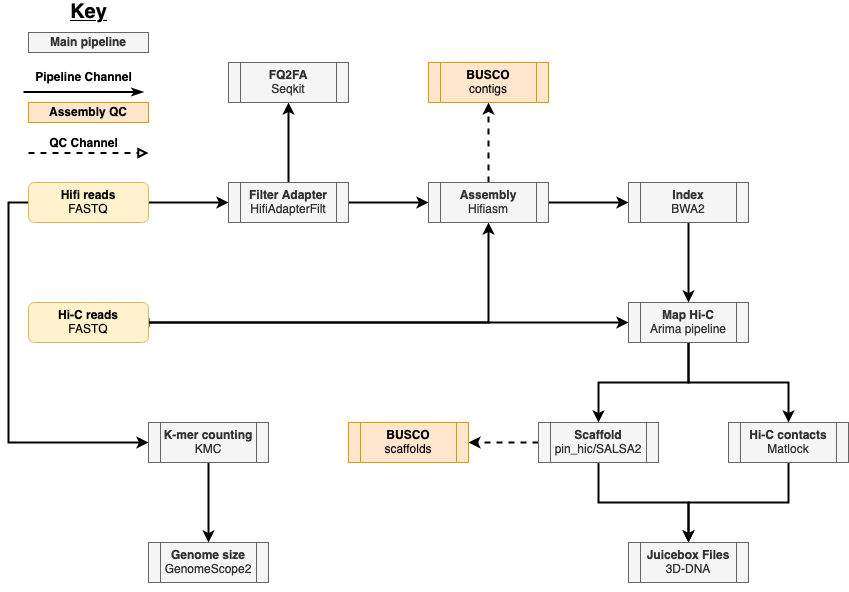 Key
Main pipeline
Pipeline Channel
Assembly QC
QC Channel
FQ2FA
Seqkit
BUSCO
contigs
Hifi reads
FASTQ
Filter Adapter
HifiAdapterFilt
Assembly
Hifiasm
Index
BWA2
Hi-C reads
FASTQ
Map Hi-C
Arima pipeline
K-mer counting
KMC
BUSCO
scaffolds
Scaffold
pin_hic/SALSA2
Hi-C contacts
Matlock
Genome size
GenomeScope2
Juicebox Files
3D-DNA